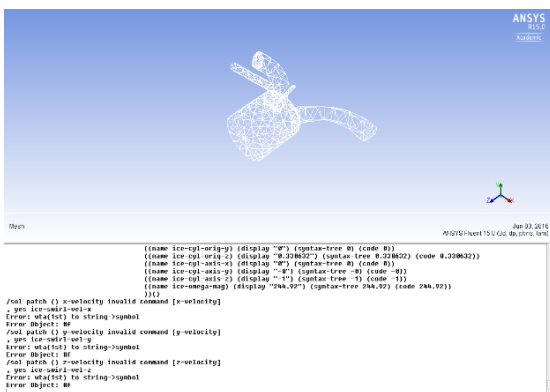 ANSYS
R15.0
Academic
Mesh
Jun 03, 2016
ANSYS Fluent 15.0 (3d, dp, pbns, lam)
((name ice-cyl-orig-y) (display "0") (syntax-tree 0) (code 0))
((name ice-cyl-orig-z) (display "0.330632") (syntax-tree 0.330632) (code 0.330632))
((name ice-cyl-axis-x) (display "0") (syntax-tree 0) (code 0))
((name ice-cyl-axis-y) (display "-0") (syntax-tree -0) (code -0))
((name ice-cyl-axis-z) (display "-1") (syntax-tree -1) (code -1))
((name ice-omega-mag) (display "244.92") (syntax-tree 244.92) (code 244.92))
))()
/sol patch () x-velocity invalid command [x-velocity]
, yes ice-swirl-vel-x
Error: wta(1st) to string->symbol
Error Object: #f
/sol patch () y-velocity invalid command [y-velocity]
, yes ice-swirl-vel-y
Error: wta(1st) to string->symbol
Error Object: #f
/sol patch () z-velocity invalid command [z-velocity]
, yes ice-swirl-vel-z
Error: wta(1st) to string->symbol
Error Object: #f